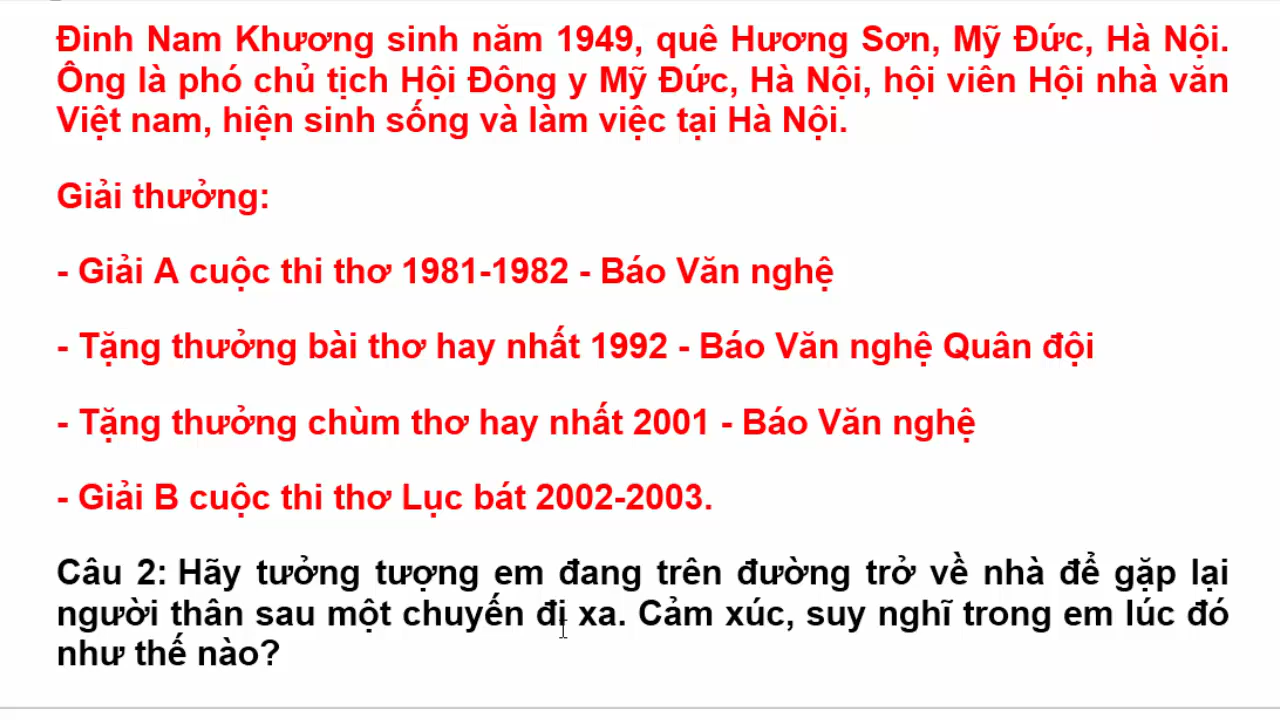 Đinh Nam Khương sinh năm 1949, quê Hương Sơn, Mỹ Đức, Hà Nội.
Ông là phó chủ tịch Hội Đông y Mỹ Đức, Hà Nội, hội viên Hội nhà văn
Việt nam, hiện sinh sống và làm việc tại Hà Nội.
Giải thưởng:
- Giải A cuộc thi thơ 1981-1982 - Báo Văn nghệ
- Tặng thưởng bài thơ hay nhất 1992 - Báo Văn nghệ Quân đội
- Tặng thưởng chùm thơ hay nhất 2001 - Báo Văn nghệ
- Giải B cuộc thi thơ Lục bát 2002-2003.
Câu 2: Hãy tưởng tượng em đang trên đường trở về nhà để gặp lại
người thân sau một chuyến đi xa. Cảm xúc, suy nghĩ trong em lúc đó
như thế nào?